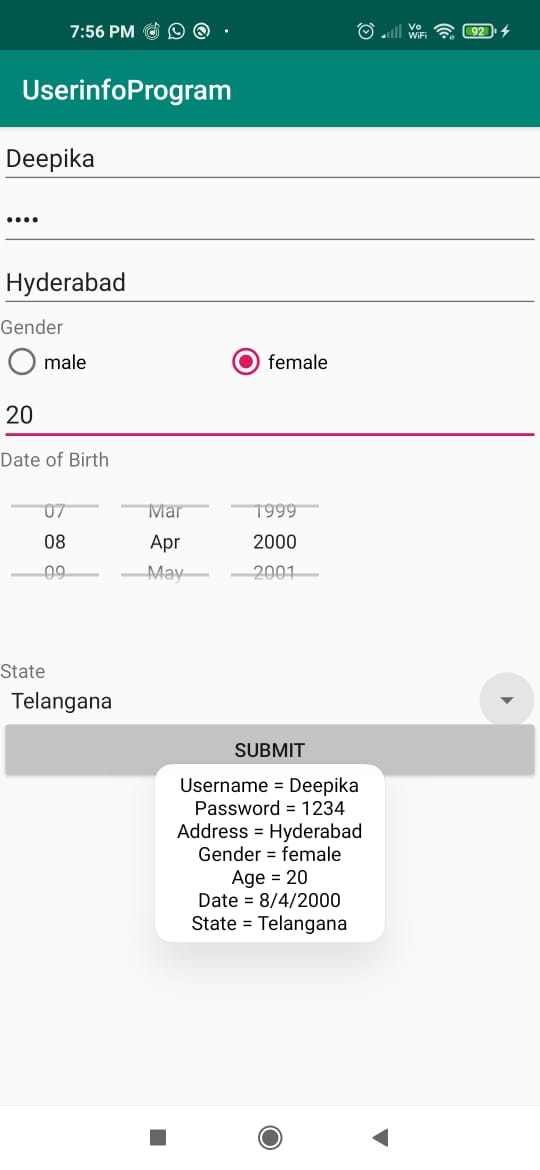 7:56 PM Vo WiFi 92
UserinfoProgram
Deepika
••••
Hyderabad
Gender
male female
20
Date of Birth
07 Mar 1999
08 Apr 2000
09 May 2001
State
Telangana
SUBMIT
Username = Deepika
Password = 1234
Address = Hyderabad
Gender = female
Age = 20
Date = 8/4/2000
State = Telangana